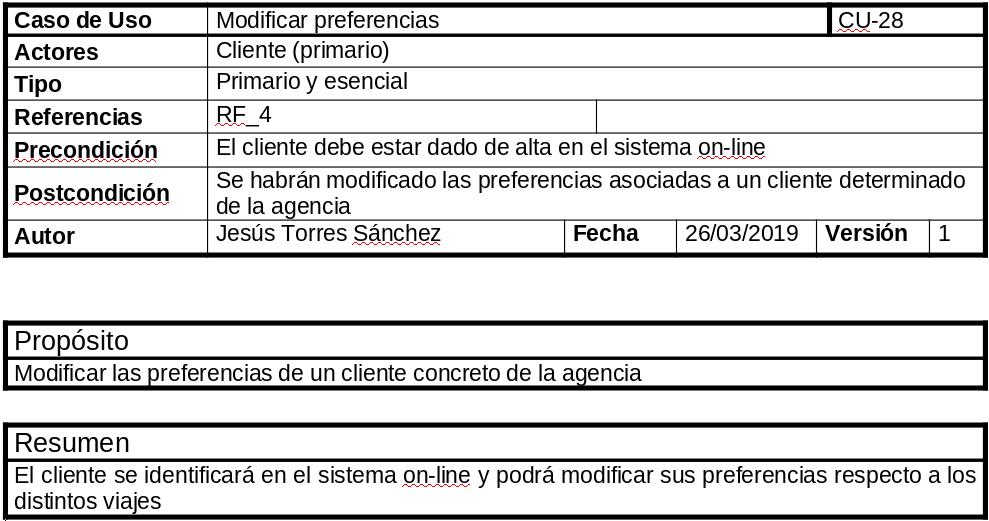 Caso de Uso Modificar preferencias CU-28
Actores Cliente (primario)
Tipo Primario y esencial
Referencias RF_4
Precondición El cliente debe estar dado de alta en el sistema on-line
Postcondición Se habrán modificado las preferencias asociadas a un cliente determinado
de la agencia
Autor Jesús Torres Sánchez Fecha 26/03/2019 Versión 1
Propósito
Modificar las preferencias de un cliente concreto de la agencia
Resumen
El cliente se identificará en el sistema on-line y podrá modificar sus preferencias respecto a los
distintos viajes